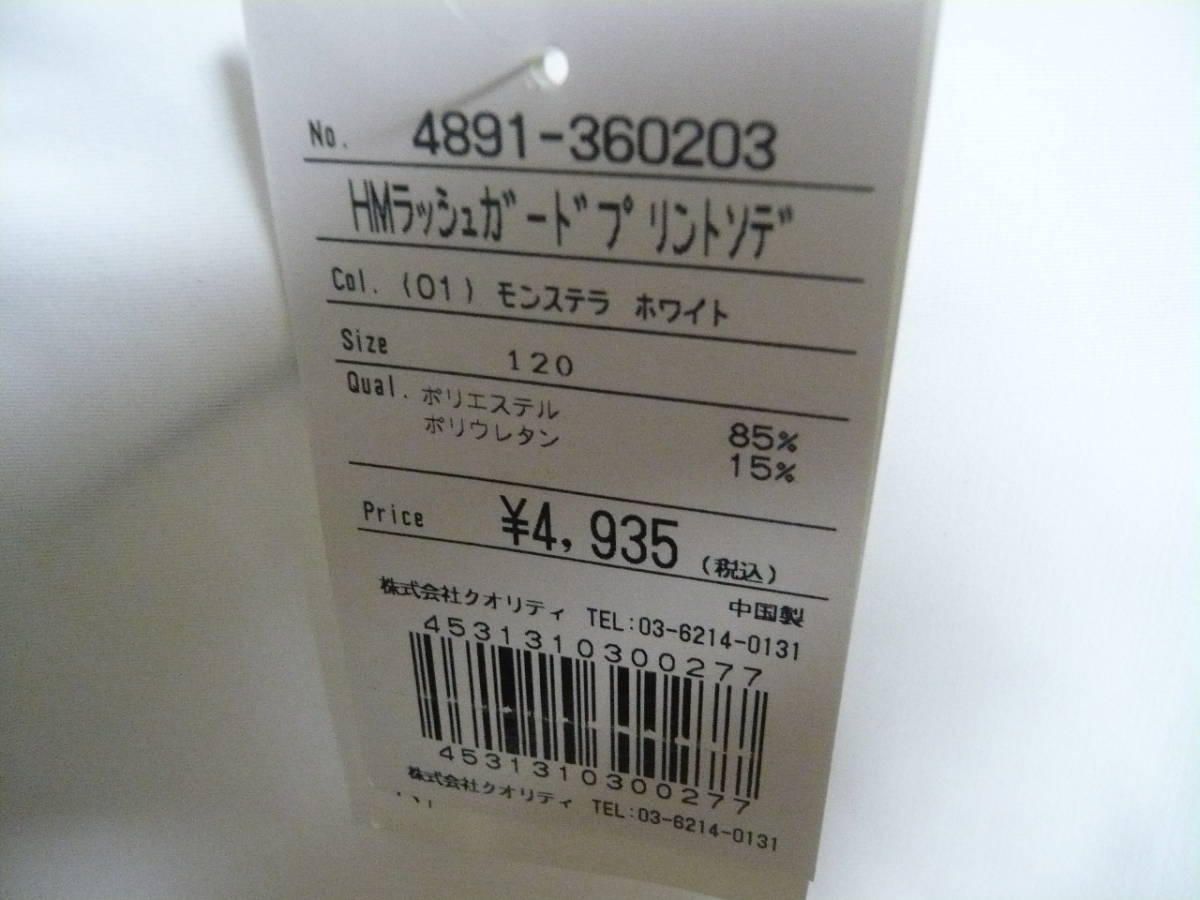 No. 4891-360203
HMラッシュガードプリントソデ
Col. (01) モンステラ ホワイト
Size 120
Qual. ポリエステル 85%
ポリウレタン 15%
Price ¥4,935 (税込)
中国製
株式会社クオリティ TEL:03-6214-0131
4531310300277
4531310300277
株式会社クオリティ TEL:03-6214-0131